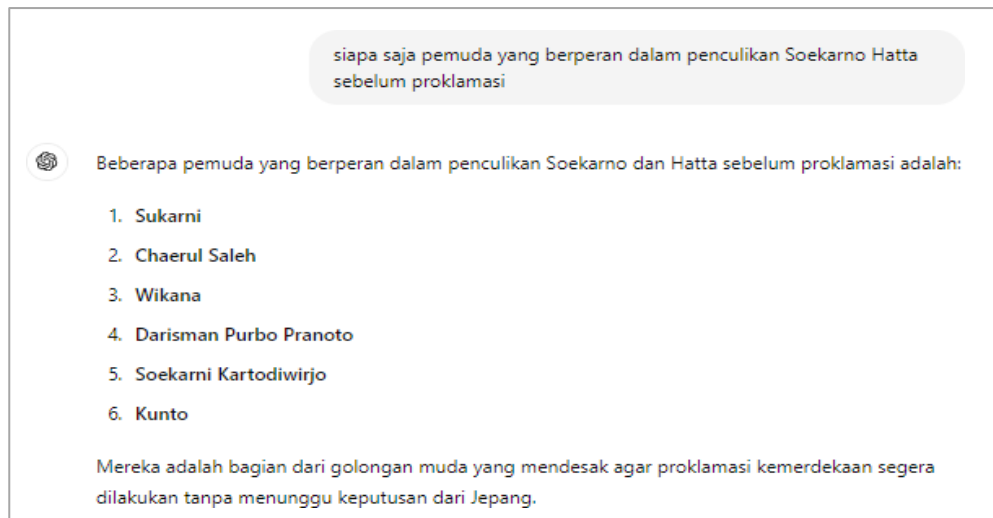 siapa saja pemuda yang berperan dalam penculikan Soekarno Hatta
sebelum proklamasi
Beberapa pemuda yang berperan dalam penculikan Soekarno dan Hatta sebelum proklamasi adalah:
1. Sukarni
2. Chaerul Saleh
3. Wikana
4. Darisman Purbo Pranoto
5. Soekarni Kartodiwirjo
6. Kunto
Mereka adalah bagian dari golongan muda yang mendesak agar proklamasi kemerdekaan segera
dilakukan tanpa menunggu keputusan dari Jepang.